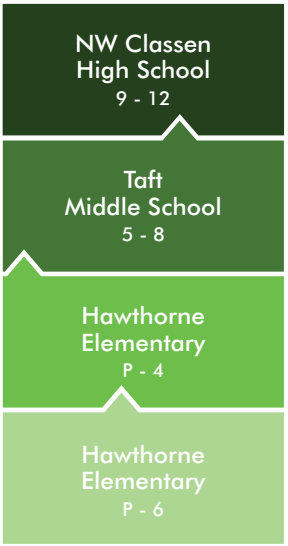 NW Classen
High School
9 - 12
Taft
Middle School
5 - 8
Hawthorne
Elementary
P - 4
Hawthorne
Elementary
P - 6